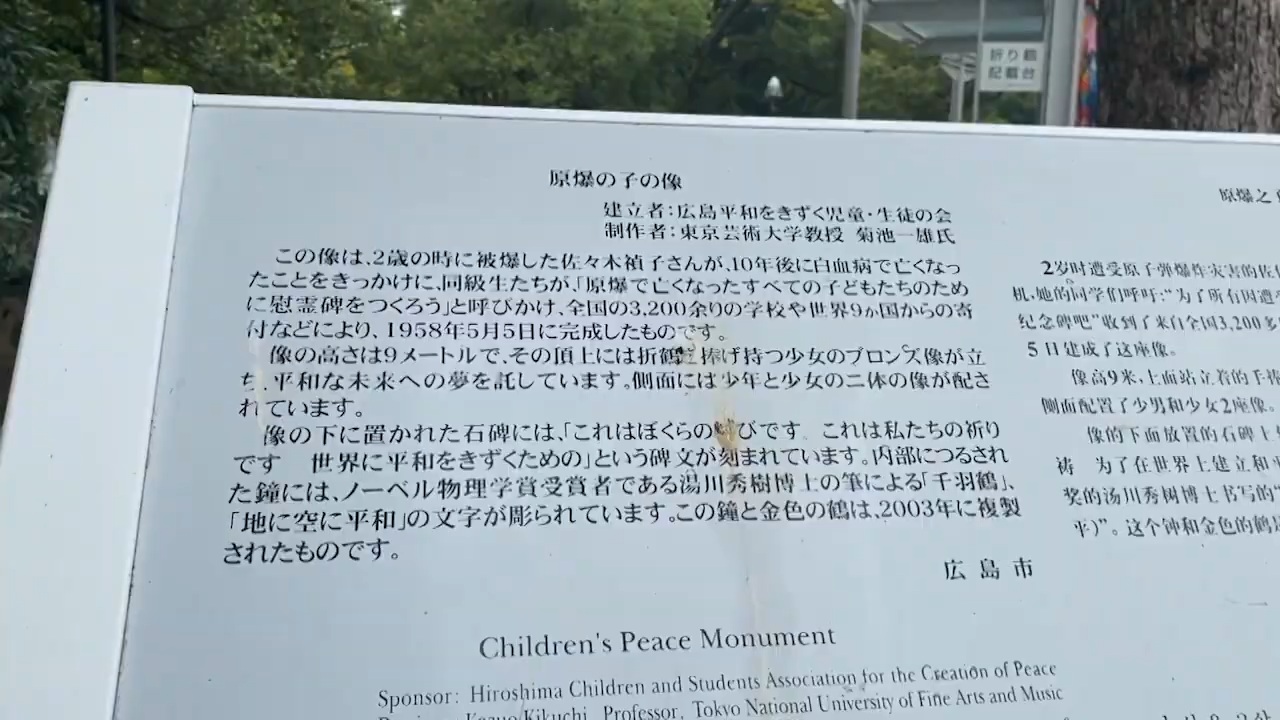 折り鶴
記載台
原爆の子の像
建立者:広島平和をきずく児童・生徒の会
制作者:東京芸術大学教授 菊池一雄氏
この像は、2歳の時に被爆した佐々木禎子さんが、10年後に白血病で亡くなっ
たことをきっかけに、同級生たちが、「原爆で亡くなったすべての子どもたちのため
に慰霊碑をつくろう」と呼びかけ、全国の3,200余りの学校や世界9か国からの寄
付などにより、1958年5月5日に完成したものです。
像の高さは9メートルで、その頂上には折鶴を捧げ持つ少女のブロンズ像が立
ち、平和な未来への夢を託しています。側面には少年と少女の二体の像が配さ
れています。
像の下に置かれた石碑には、「これはぼくらの叫びです これは私たちの祈り
です 世界に平和をきずくための」という碑文が刻まれています。内部につるされ
た鐘には、ノーベル物理学賞受賞者である湯川秀樹博士の筆による「千羽鶴」、
「地に空に平和」の文字が彫られています。この鐘と金色の鶴は、2003年に複製
されたものです。
広島市
原爆之
2岁时遭受原子弹爆炸灾害的佐
机,她的同学们呼吁:“为了所有因遭
纪念碑吧”收到了来自全国3,200多
5日建成了这座像。
像高9米,上面站立着的手捧
侧面配置了少男和少女2座像。
像的下面放置的石碑上
祷 为了在世界上建立和平
奖的汤川秀树博士书写的“
平)”。这个钟和金色的鹤
Children's Peace Monument
Sponsor: Hiroshima Children and Students Association for the Creation of Peace
Kazuo Kikuchi, Professor, Tokyo National University of Fine Arts and Music